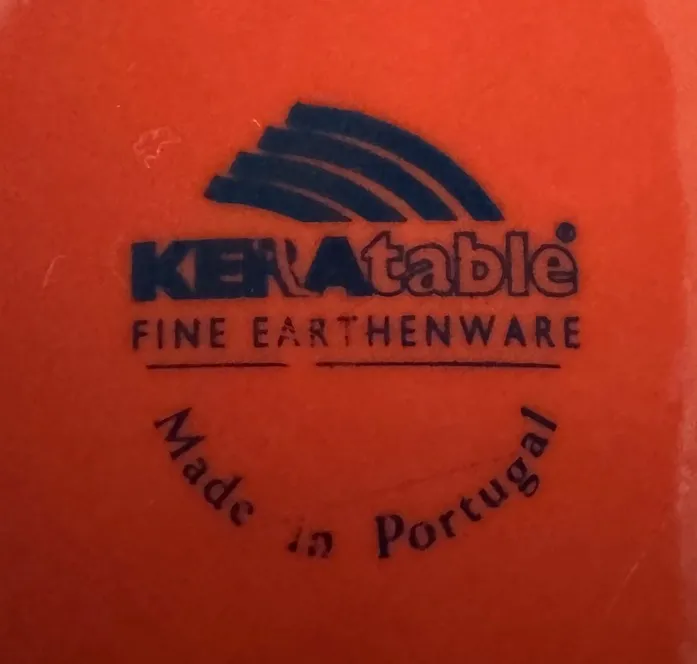 KERAtable®
FINE EARTHENWARE
Made in Portugal